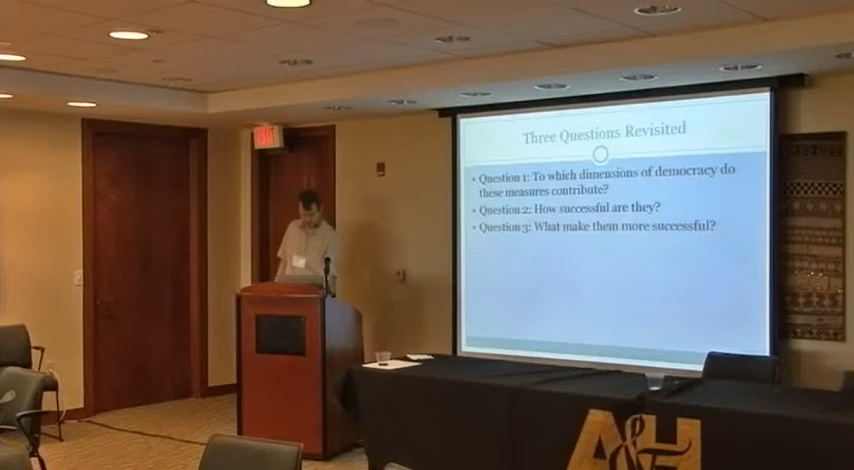 EXIT
Three Questions Revisited
• Question 1: To which dimensions of democracy do
these measures contribute?
• Question 2: How successful are they?
• Question 3: What make them more successful?
A&H